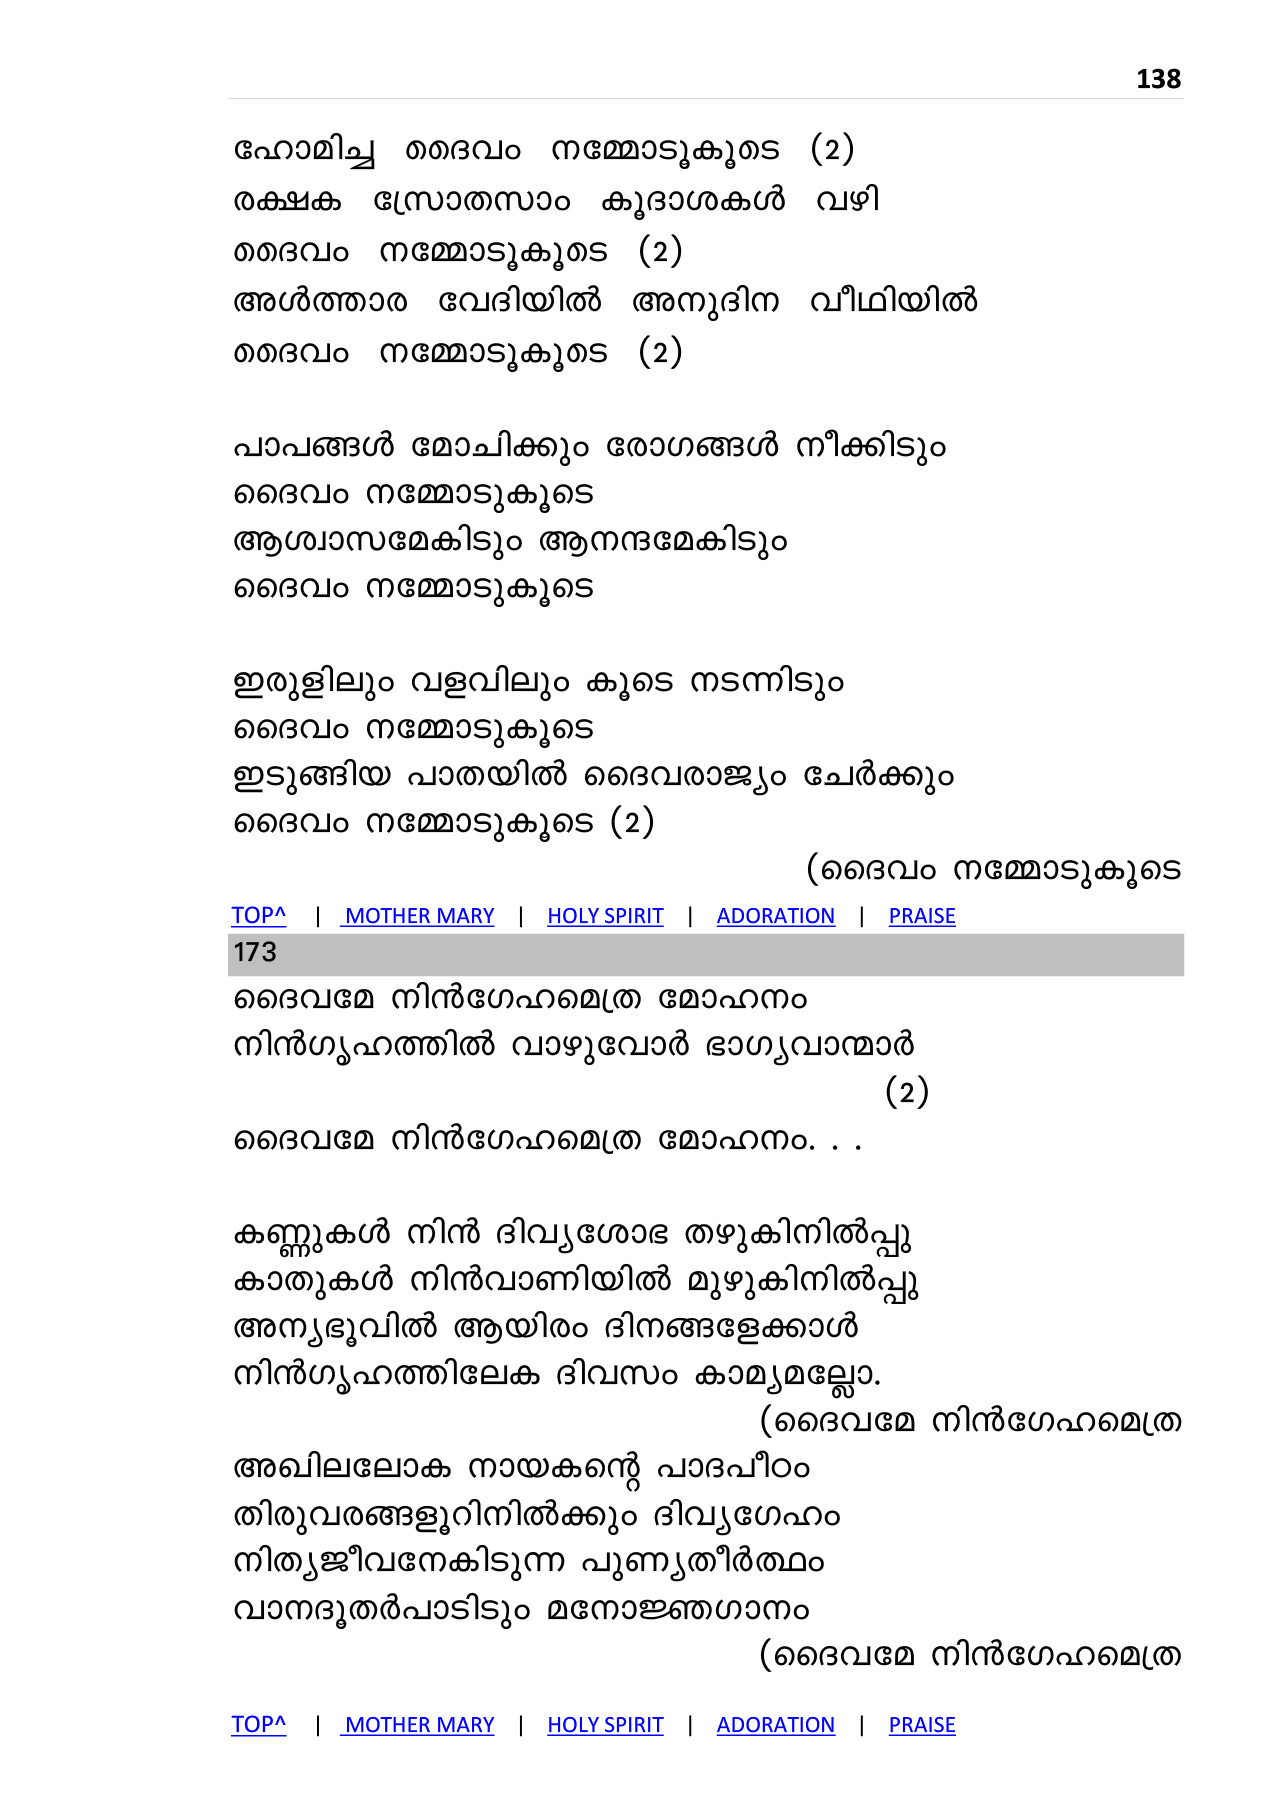 138
ഹോമിച്ച ദൈവം നമ്മോടൂകൂടെ (2)
രക്ഷക സ്രോതസാം കൂദാശകൾ വഴി
ദൈവം നമ്മോടൂകൂടെ (2)
അൾത്താര വേദിയിൽ അനുദിന വീഥിയിൽ
ദൈവം നമ്മോടൂകൂടെ (2)
പാപങ്ങൾ മോചിക്കും രോഗങ്ങൾ നീക്കിടും
ദൈവം നമ്മോടുകൂടെ
ആശ്വാസമേകിടും ആനന്ദമേകിടും
ദൈവം നമ്മോടുകൂടെ
ഇരുളിലും വളവിലും കൂടെ നടന്നിടും
ദൈവം നമ്മോടുകൂടെ
ഇടുങ്ങിയ പാതയിൽ ദൈവരാജ്യം ചേർക്കും
ദൈവം നമ്മോടുകൂടെ (2)
(ദൈവം നമ്മോടുകൂടെ
TOP^ | MOTHER MARY | HOLY SPIRIT | ADORATION | PRAISE
173
ദൈവമേ നിൻഗേഹമെത്ര മോഹനം
നിൻഗൃഹത്തിൽ വാഴുവോർ ഭാഗ്യവാന്മാർ
(2)
ദൈവമേ നിൻഗേഹമെത്ര മോഹനം. . .
കണ്ണുകൾ നിൻ ദിവ്യശോഭ തഴുകിനിൽപ്പു
കാതുകൾ നിൻവാണിയിൽ മുഴുകിനിൽപ്പു
അന്യഭൂവിൽ ആയിരം ദിനങ്ങളേക്കാൾ
നിൻഗൃഹത്തിലേക ദിവസം കാമ്യമല്ലോ.
(ദൈവമേ നിൻഗേഹമെത്ര
അഖിലലോക നായകന്റെ പാദപീഠം
തിരുവരങ്ങളൂറിനിൽക്കും ദിവ്യഗേഹം
നിത്യജീവനേകിടുന്ന പുണ്യതീർത്ഥം
വാനദൂതർപാടിടും മനോജ്ഞഗാനം
(ദൈവമേ നിൻഗേഹമെത്ര
TOP^ | MOTHER MARY | HOLY SPIRIT | ADORATION | PRAISE